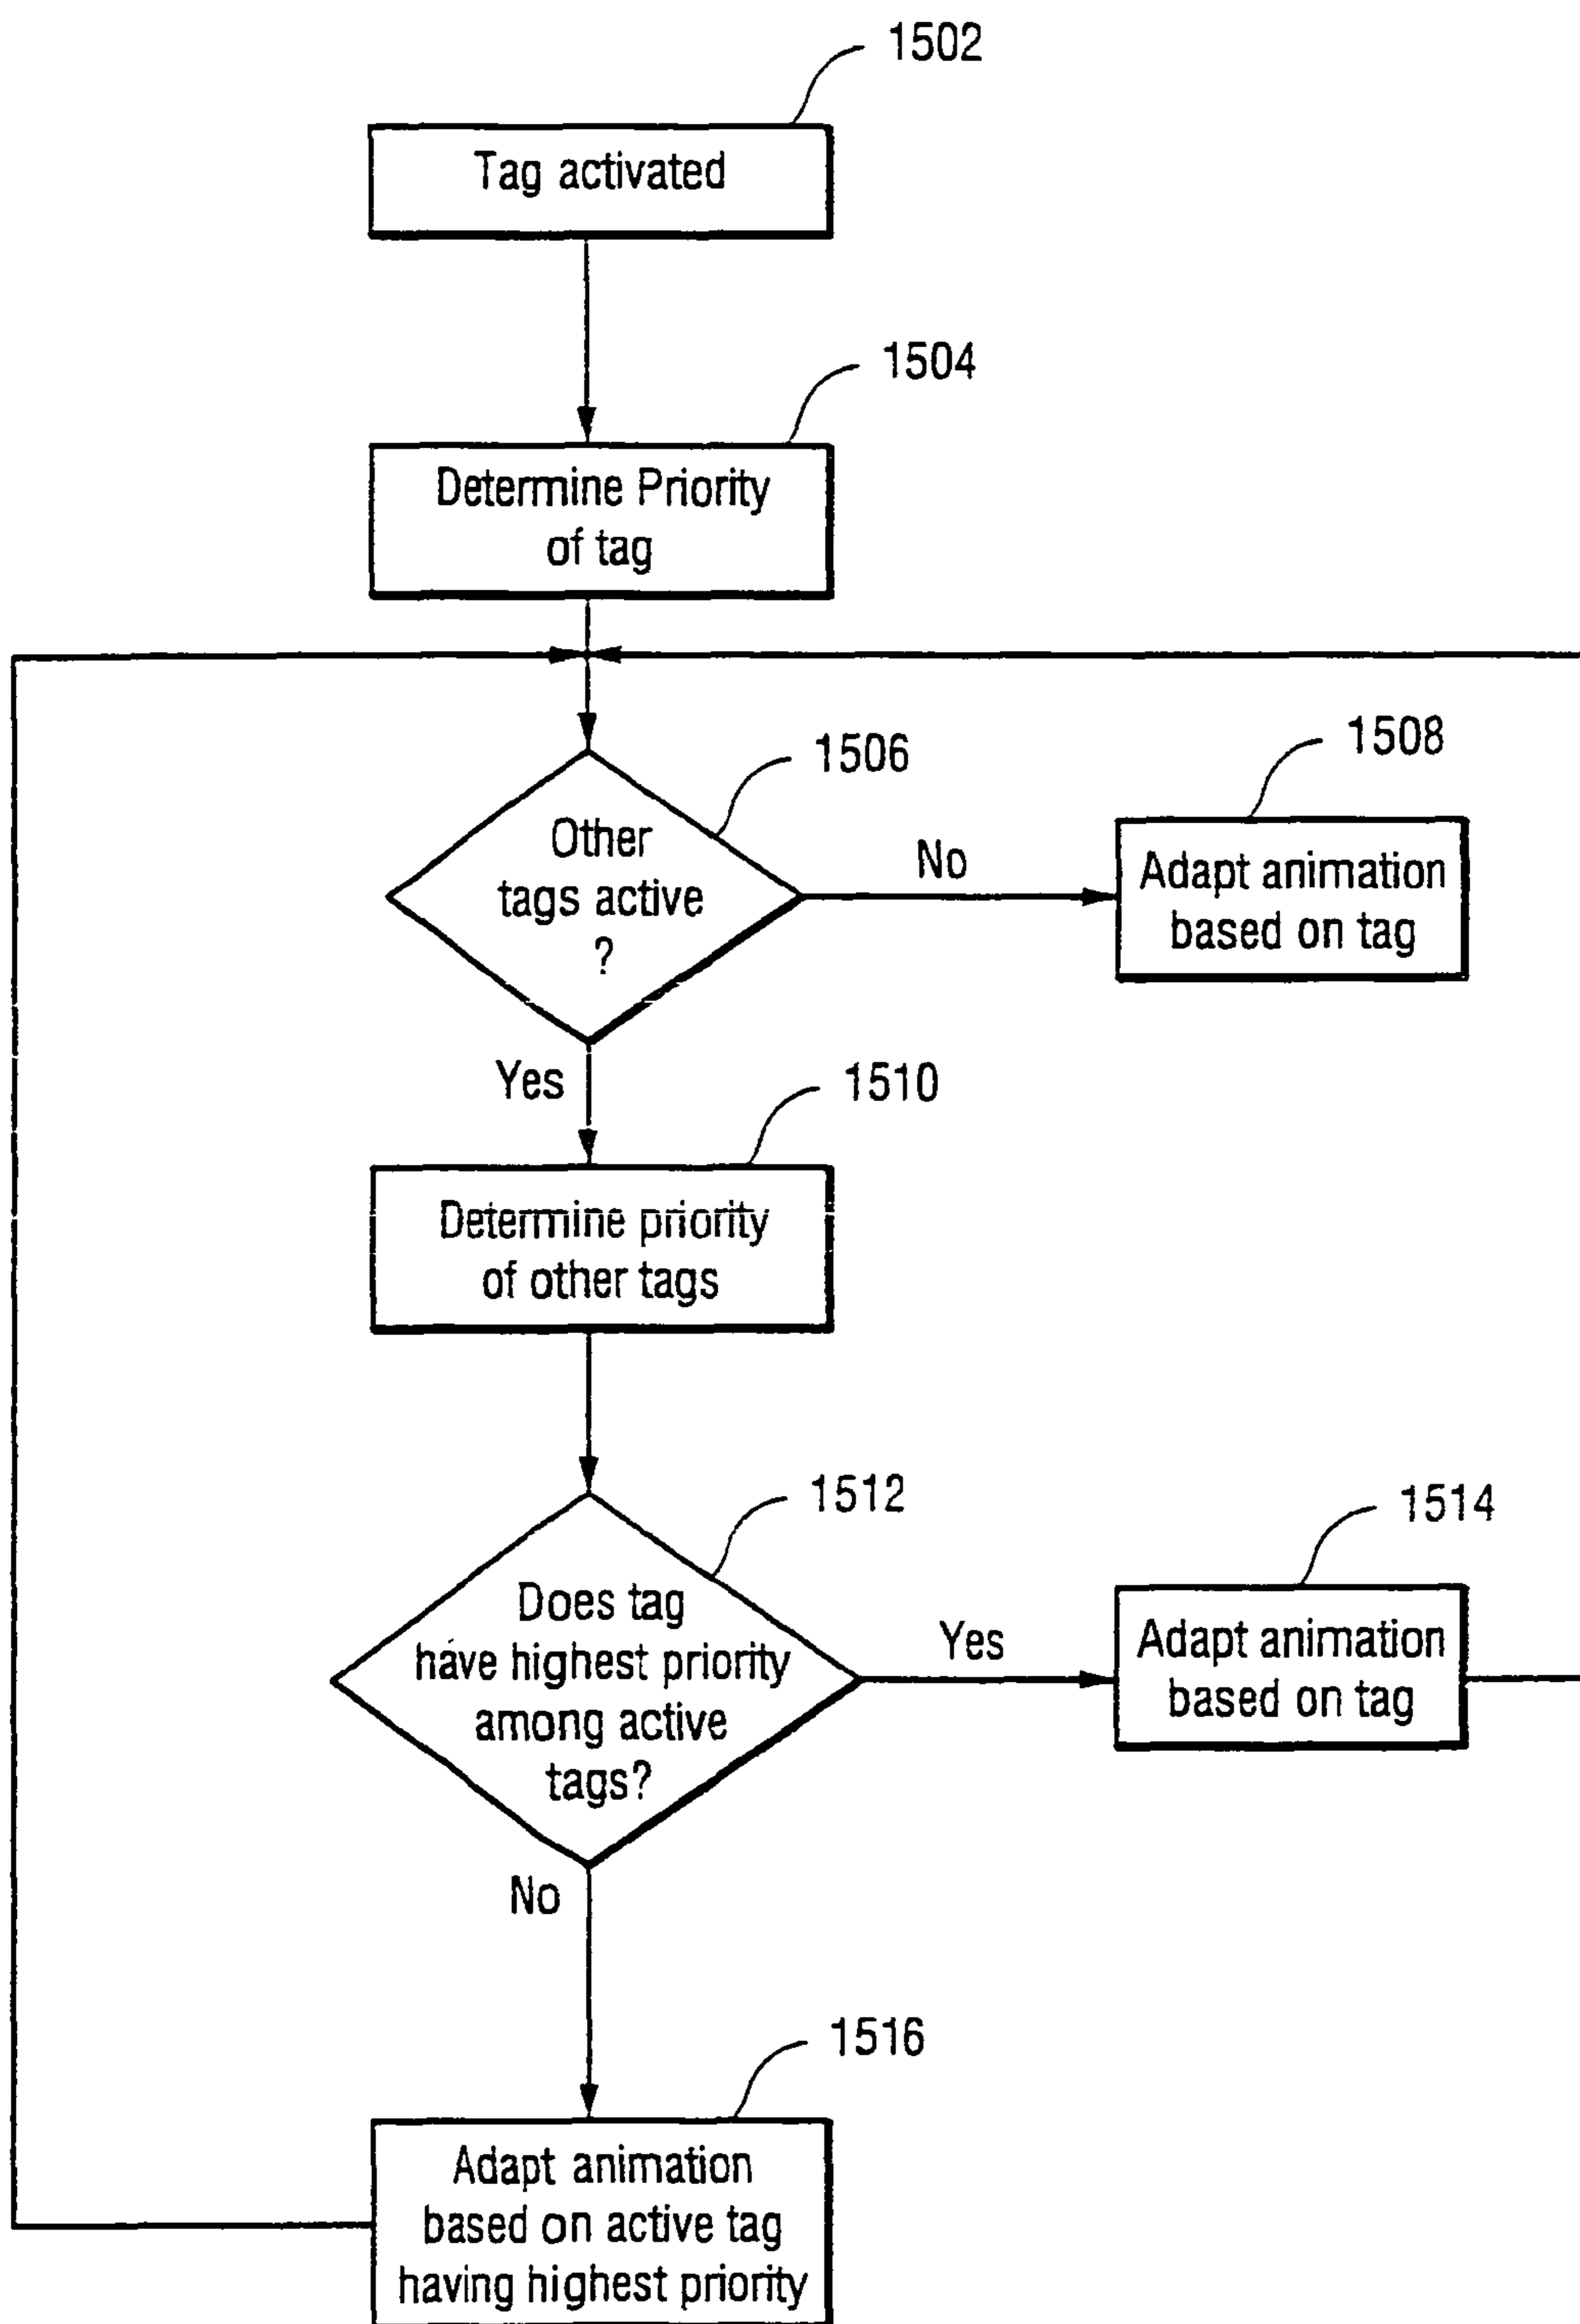 1502
Tag activated
1504
Determine Priority
of tag
1506
Other
tags active
?
No
1508
Adapt animation
based on tag
Yes
1510
Determine priority
of other tags
1512
Does tag
have highest priority
among active
tags?
Yes
1514
Adapt animation
based on tag
No
1516
Adapt animation
based on active tag
having highest priority